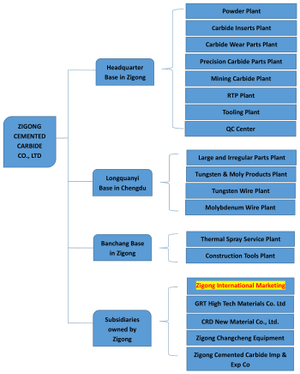 ZIGONG
CEMENTED
CARBIDE
CO., LTD
Headquarter
Base in Zigong
Powder Plant
Carbide Inserts Plant
Carbide Wear Parts Plant
Precision Carbide Parts Plant
Mining Carbide Plant
RTP Plant
Tooling Plant
QC Center
Longquanyi
Base in Chengdu
Large and Irregular Parts Plant
Tungsten & Moly Products Plant
Tungsten Wire Plant
Molybdenum Wire Plant
Banchang Base
in Zigong
Thermal Spray Service Plant
Construction Tools Plant
Subsidiaries
owned by
Zigong
Zigong International Marketing
GRT High Tech Materials Co. Ltd
CRD New Material Co., Ltd.
Zigong Changcheng Equipment
Zigong Cemented Carbide Imp &
Exp Co